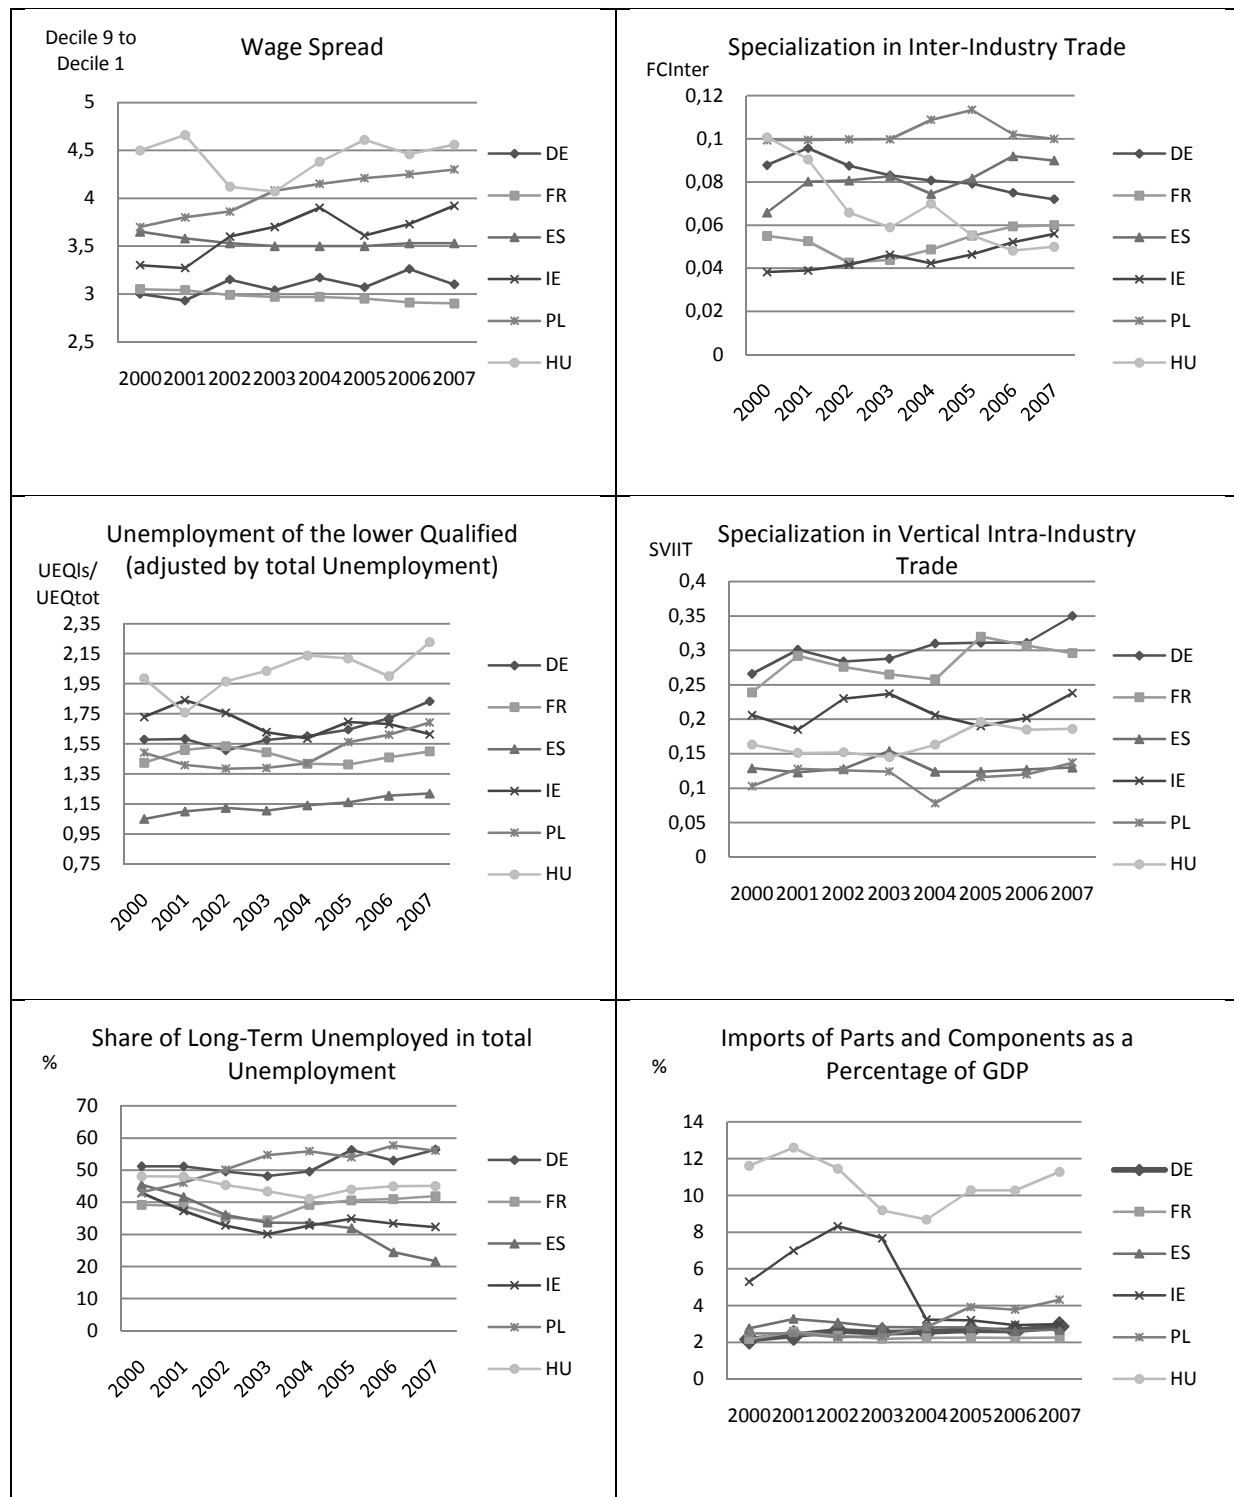 Wage Spread
Decile 9 to
Decile 1
5
4,5
4
3,5
3
2,5
2000 2001 2002 2003 2004 2005 2006 2007
DE
FR
ES
IE
PL
HU
Specialization in Inter-Industry Trade
FCInter
0,12
0,1
0,08
0,06
0,04
0,02
0
2000
2001
2002
2003
2004
2005
2006
2007
DE
FR
ES
IE
PL
HU
Unemployment of the lower Qualified
(adjusted by total Unemployment)
UEQls/
UEQtot
2,35
2,15
1,95
1,75
1,55
1,35
1,15
0,95
0,75
2000
2001
2002
2003
2004
2005
2006
2007
DE
FR
ES
IE
PL
HU
Specialization in Vertical Intra-Industry
Trade
SVIIT
0,4
0,35
0,3
0,25
0,2
0,15
0,1
0,05
0
2000 2001 2002 2003 2004 2005 2006 2007
DE
FR
ES
IE
PL
HU
Share of Long-Term Unemployed in total
Unemployment
%
70
60
50
40
30
20
10
0
2000
2001
2002
2003
2004
2005
2006
2007
DE
FR
ES
IE
PL
HU
Imports of Parts and Components as a
Percentage of GDP
%
14
12
10
8
6
4
2
0
2000 2001 2002 2003 2004 2005 2006 2007
DE
FR
ES
IE
PL
HU